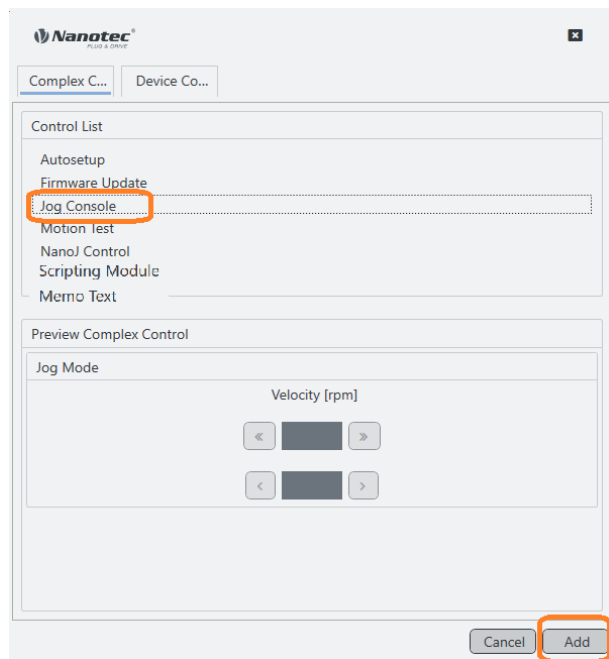 Nanotec®
PLUG & DRIVE
Complex C... Device Co...
Control List
Autosetup
Firmware Update
Jog Console
Motion Test
NanoJ Control
Scripting Module
Memo Text
Preview Complex Control
Jog Mode
Velocity [rpm]
« »
< >
Cancel Add